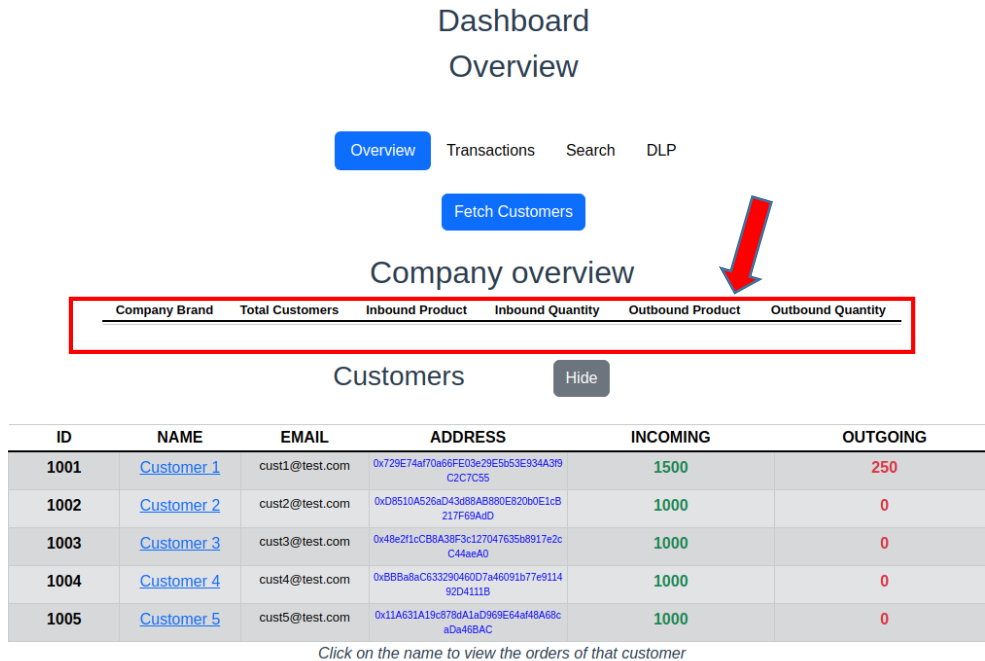 Dashboard
Overview
Overview Transactions Search DLP
Fetch Customers
Company overview
Company Brand Total Customers Inbound Product Inbound Quantity Outbound Product Outbound Quantity
Customers Hide
ID NAME EMAIL ADDRESS INCOMING OUTGOING
1001 Customer 1 cust1@test.com 0x729E74af70a66FE03e29E5b53E934A3f9 1500 250
C2C7C55
1002 Customer 2 cust2@test.com 0xD8510A526aD43d88AB880E820b0E1cB 1000 0
217F69AdD
1003 Customer 3 cust3@test.com 0x48e2f1cCB8A38F3c127047635b8917e2c 1000 0
C44aeA0
1004 Customer 4 cust4@test.com 0xBBBa8aC633290460D7a46091b77e9114 1000 0
92D4111B
1005 Customer 5 cust5@test.com 0x11A631A19c878dA1aD969E64af48A68c 1000 0
aDa46BAC
Click on the name to view the orders of that customer